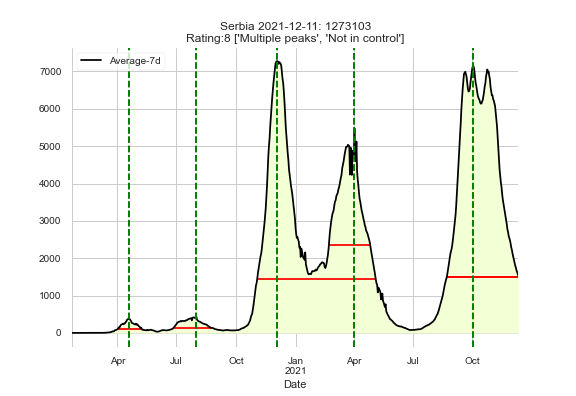 Serbia 2021-12-11: 1273103
Rating:8 ['Multiple peaks', 'Not in control']
Average-7d
7000
6000
5000
4000
3000
2000
1000
0
Apr Jul Oct Jan Apr Jul Oct
2021
Date